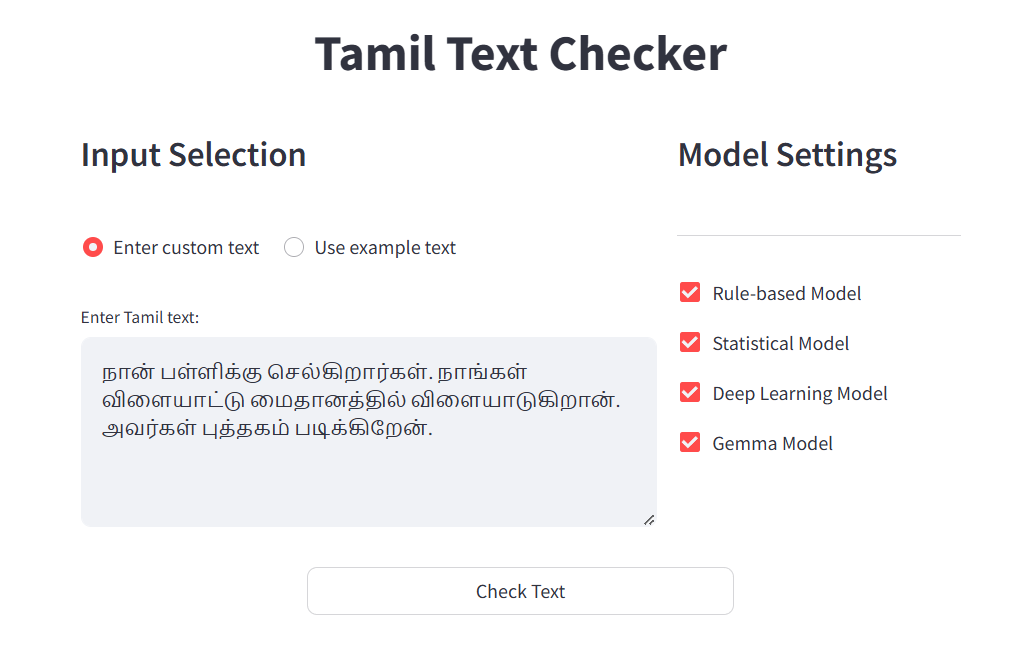 Tamil Text Checker
Input Selection
Model Settings
Enter custom text
Use example text
Enter Tamil text:
நான் பள்ளிக்கு செல்கிறார்கள். நாங்கள்
விளையாட்டு மைதானத்தில் விளையாடுகிறான்.
அவர்கள் புத்தகம் படிக்கிறேன்.
Rule-based Model
Statistical Model
Deep Learning Model
Gemma Model
Check Text